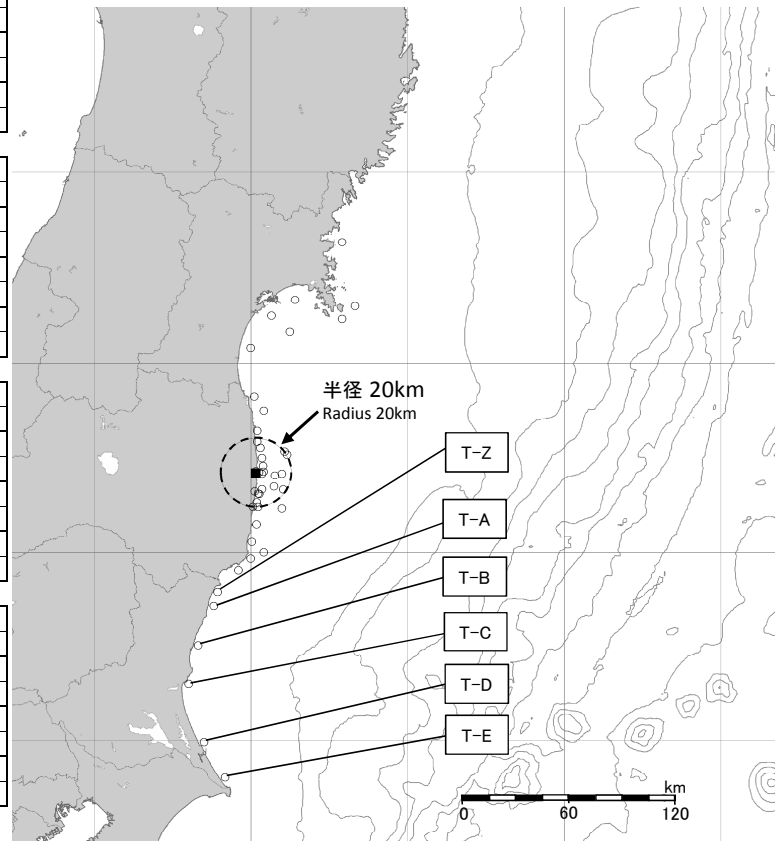 半径 20km
Radius 20km
T-Z
T-A
T-B
T-C
T-D
T-E
km
0 60 120